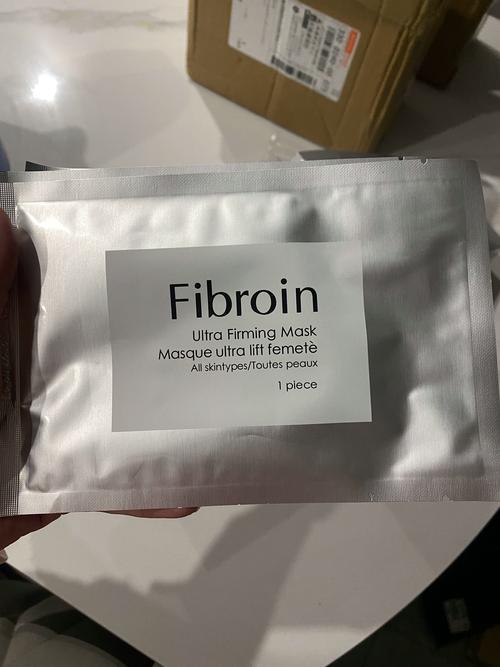 Fibroin
Ultra Firming Mask
Masque ultra lift femetè
All skintypes/Toutes peaux
1 piece